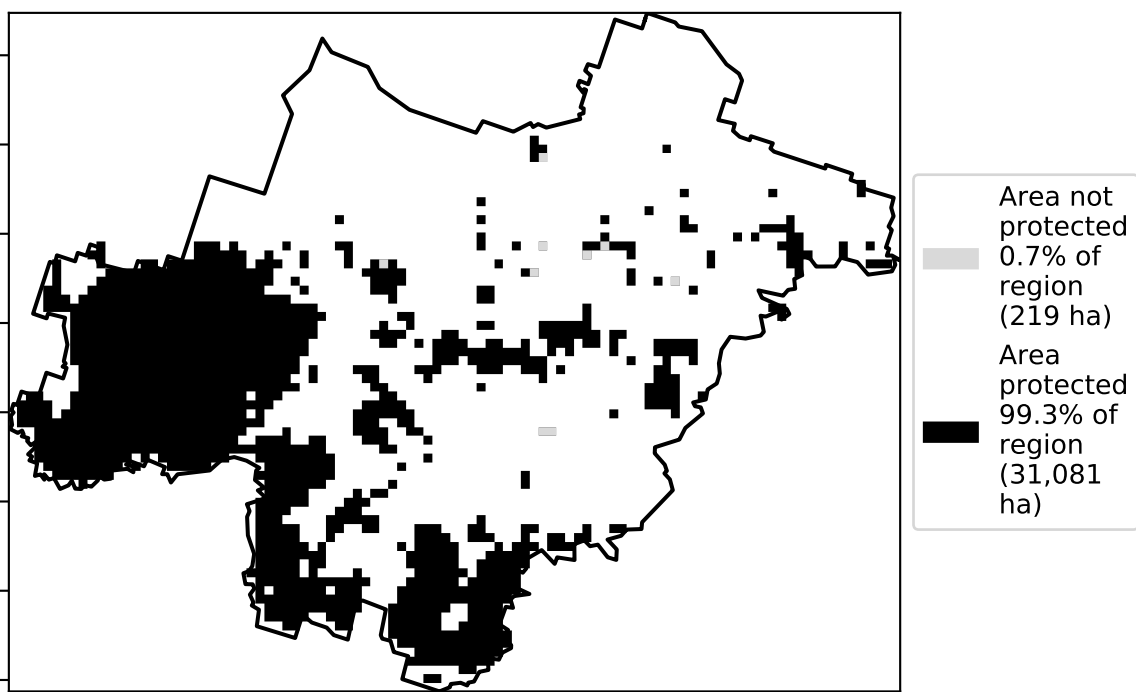 Area not
protected
0.7% of
region
(219 ha)
Area
protected
99.3% of
region
(31,081
ha)